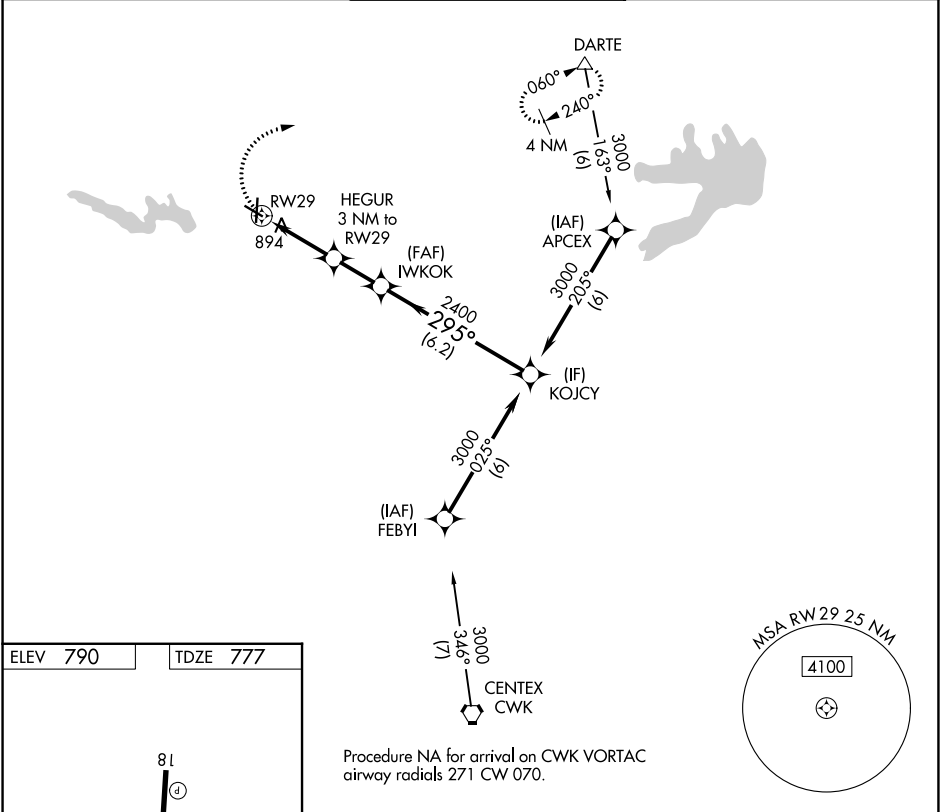 DARTE
060°
240°
4 NM
3000
163°
(6)
RW29
894
HEGUR
3 NM to
RW29
(FAF)
IWKOK
(IAF)
APCEX
3000
205°
(6)
2400
295°
(6.2)
(IF)
KOJCY
3000
025°
(6)
(IAF)
FEBYI
3000
346°
(7)
CENTEX
CWK
MSA RW 29 25 NM
4100
ELEV 790
TDZE 777
18
P
Procedure NA for arrival on CWK VORTAC
airway radials 271 CW 070.